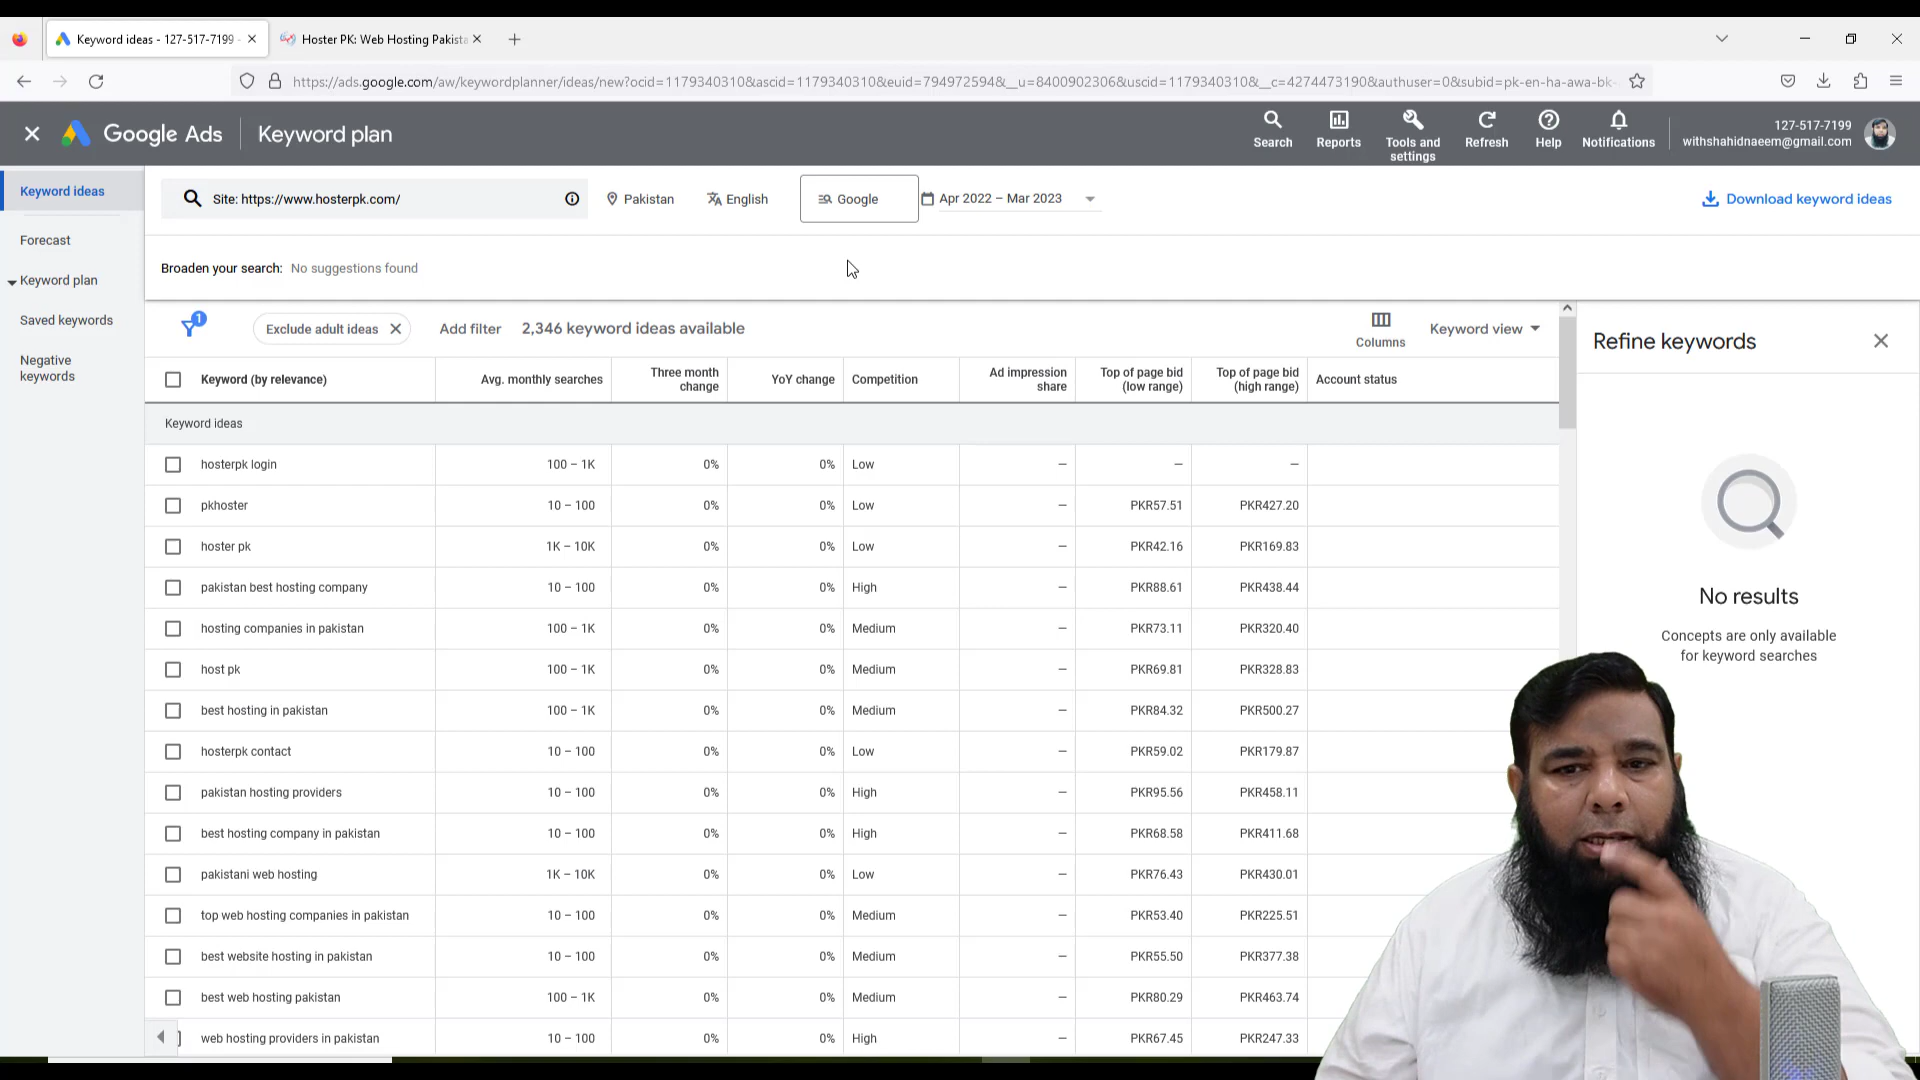 Keyword ideas - 127-517-7199 -
Hoster PK: Web Hosting Pakista
https://ads.google.com/aw/keywordplanner/ideas/new?ocid=1179340310&ascid=1179340310&euid=794972594&__u=8400902306&uscid=1179340310&__c=4274473190&authuser=0&subid=pk-en-ha-awa-bk-
Google Ads
Keyword plan
Search
Reports
Tools and
settings
Refresh
Help
Notifications
127-517-7199
withshahidnaeem@gmail.com
Keyword ideas
Forecast
Keyword plan
Saved keywords
Negative
keywords
Site: https://www.hosterpk.com/
Pakistan
English
Google
Apr 2022 – Mar 2023
Download keyword ideas
Broaden your search: No suggestions found
1
Exclude adult ideas
Add filter
2,346 keyword ideas available
Columns
Keyword view
Keyword (by relevance) Avg. monthly searches Three month change YoY change Competition Ad impression share Top of page bid (low range) Top of page bid (high range) Account status
Keyword ideas
hosterpk login 100 – 1K 0% 0% Low – – –
pkhoster 10 – 100 0% 0% Low – PKR57.51 PKR427.20
hoster pk 1K – 10K 0% 0% Low – PKR42.16 PKR169.83
pakistan best hosting company 10 – 100 0% 0% High – PKR88.61 PKR438.44
hosting companies in pakistan 100 – 1K 0% 0% Medium – PKR73.11 PKR320.40
host pk 100 – 1K 0% 0% Medium – PKR69.81 PKR328.83
best hosting in pakistan 100 – 1K 0% 0% Medium – PKR84.32 PKR500.27
hosterpk contact 10 – 100 0% 0% Low – PKR59.02 PKR179.87
pakistan hosting providers 10 – 100 0% 0% High – PKR95.56 PKR458.11
best hosting company in pakistan 10 – 100 0% 0% High – PKR68.58 PKR411.68
pakistani web hosting 1K – 10K 0% 0% Low – PKR76.43 PKR430.01
top web hosting companies in pakistan 10 – 100 0% 0% Medium – PKR53.40 PKR225.51
best website hosting in pakistan 10 – 100 0% 0% Medium – PKR55.50 PKR377.38
best web hosting pakistan 100 – 1K 0% 0% Medium – PKR80.29 PKR463.74
web hosting providers in pakistan 10 – 100 0% 0% High – PKR67.45 PKR247.33
Refine keywords
No results
Concepts are only available
for keyword searches